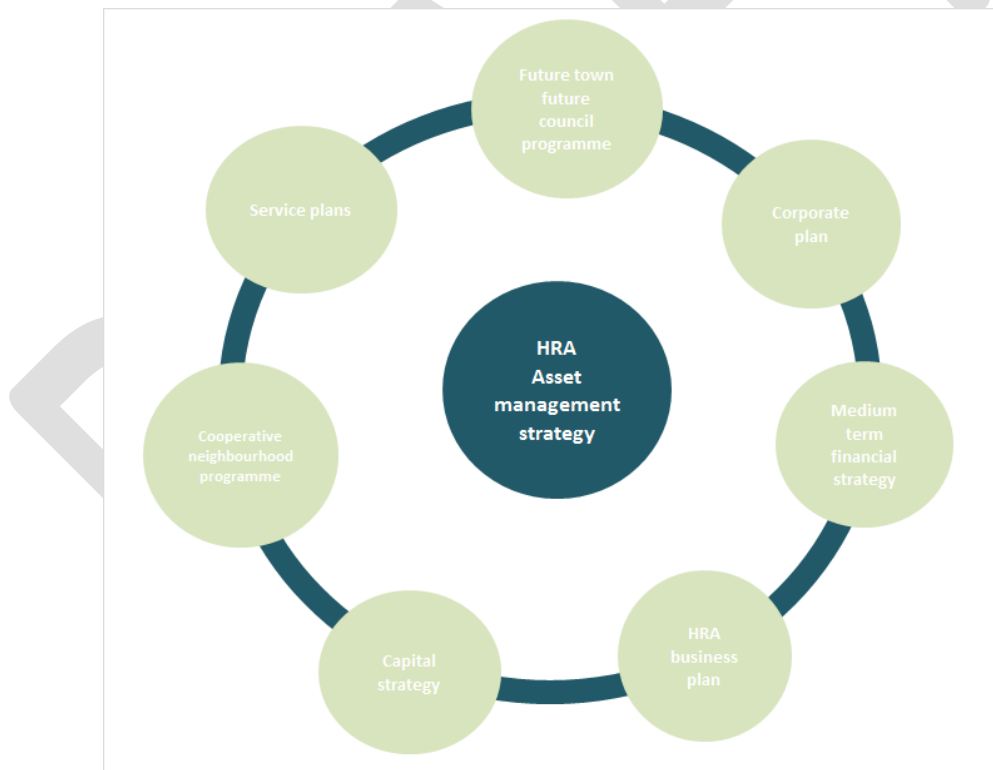 Future town
future
council
programme
Corporate
plan
Medium
term
financial
strategy
HRA
business
plan
Capital
strategy
Cooperative
neighbourhood
programme
Service plans
HRA
Asset
management
strategy